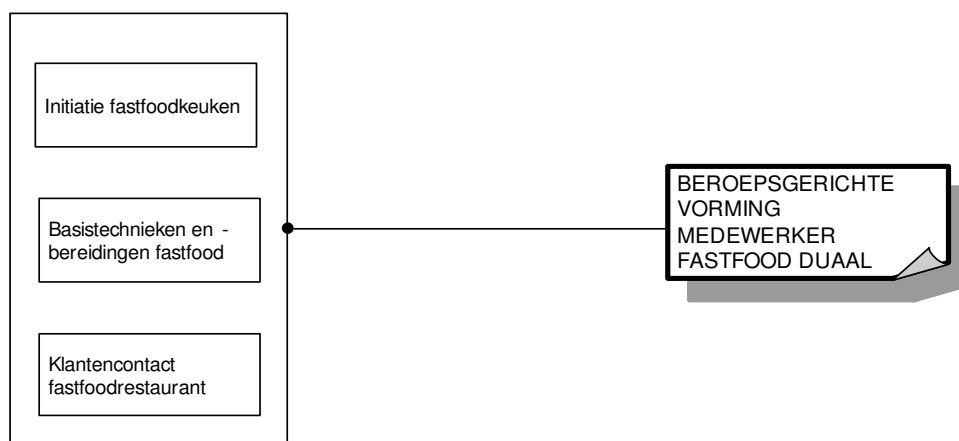 Initiatie fastfoodkeuken
Basistechnieken en -
bereidingen fastfood
Klantencontact
fastfoodrestaurant
BEROEPSGERICHTE
VORMING
MEDEWERKER
FASTFOOD DUAAL